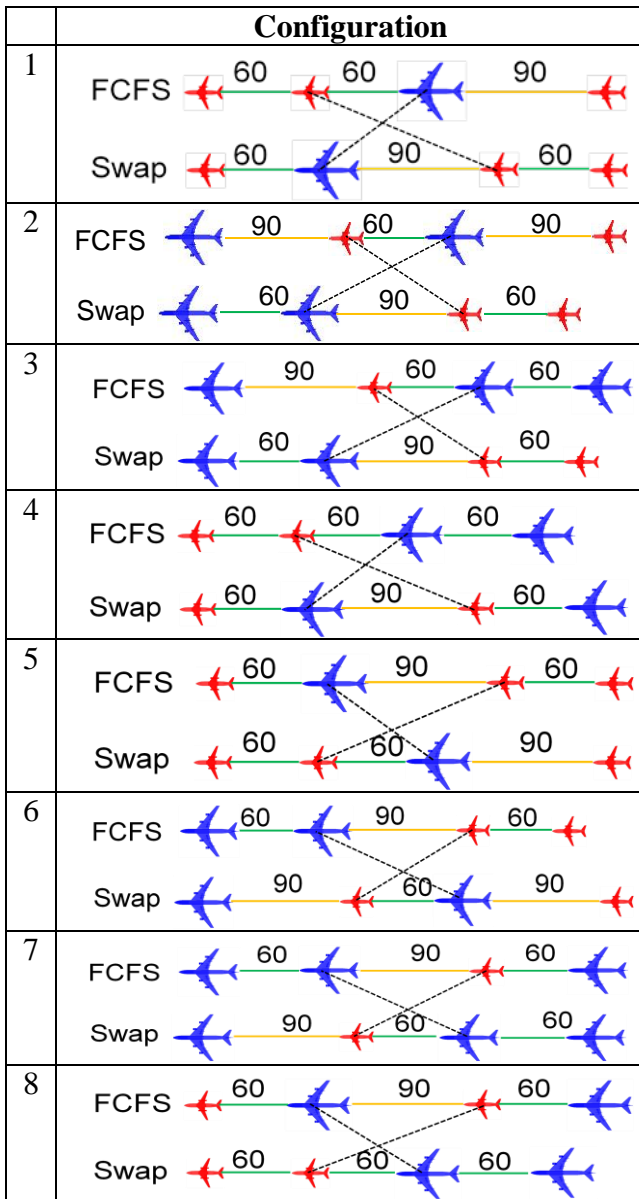 Configuration
1
60 60 90
FCFS
Swap 60 90 60
2
FCFS 90 60 90
Swap 60 90 60
3
FCFS 90 60 60
Swap 60 90 60
4
FCFS 60 60 60
Swap 60 90 60
5
FCFS 60 90 60
Swap 60 60 90
6
FCFS 60 90 60
Swap 90 60 90
7
FCFS 60 90 60
Swap 90 60 60
8
FCFS 60 90 60
Swap 60 60 60